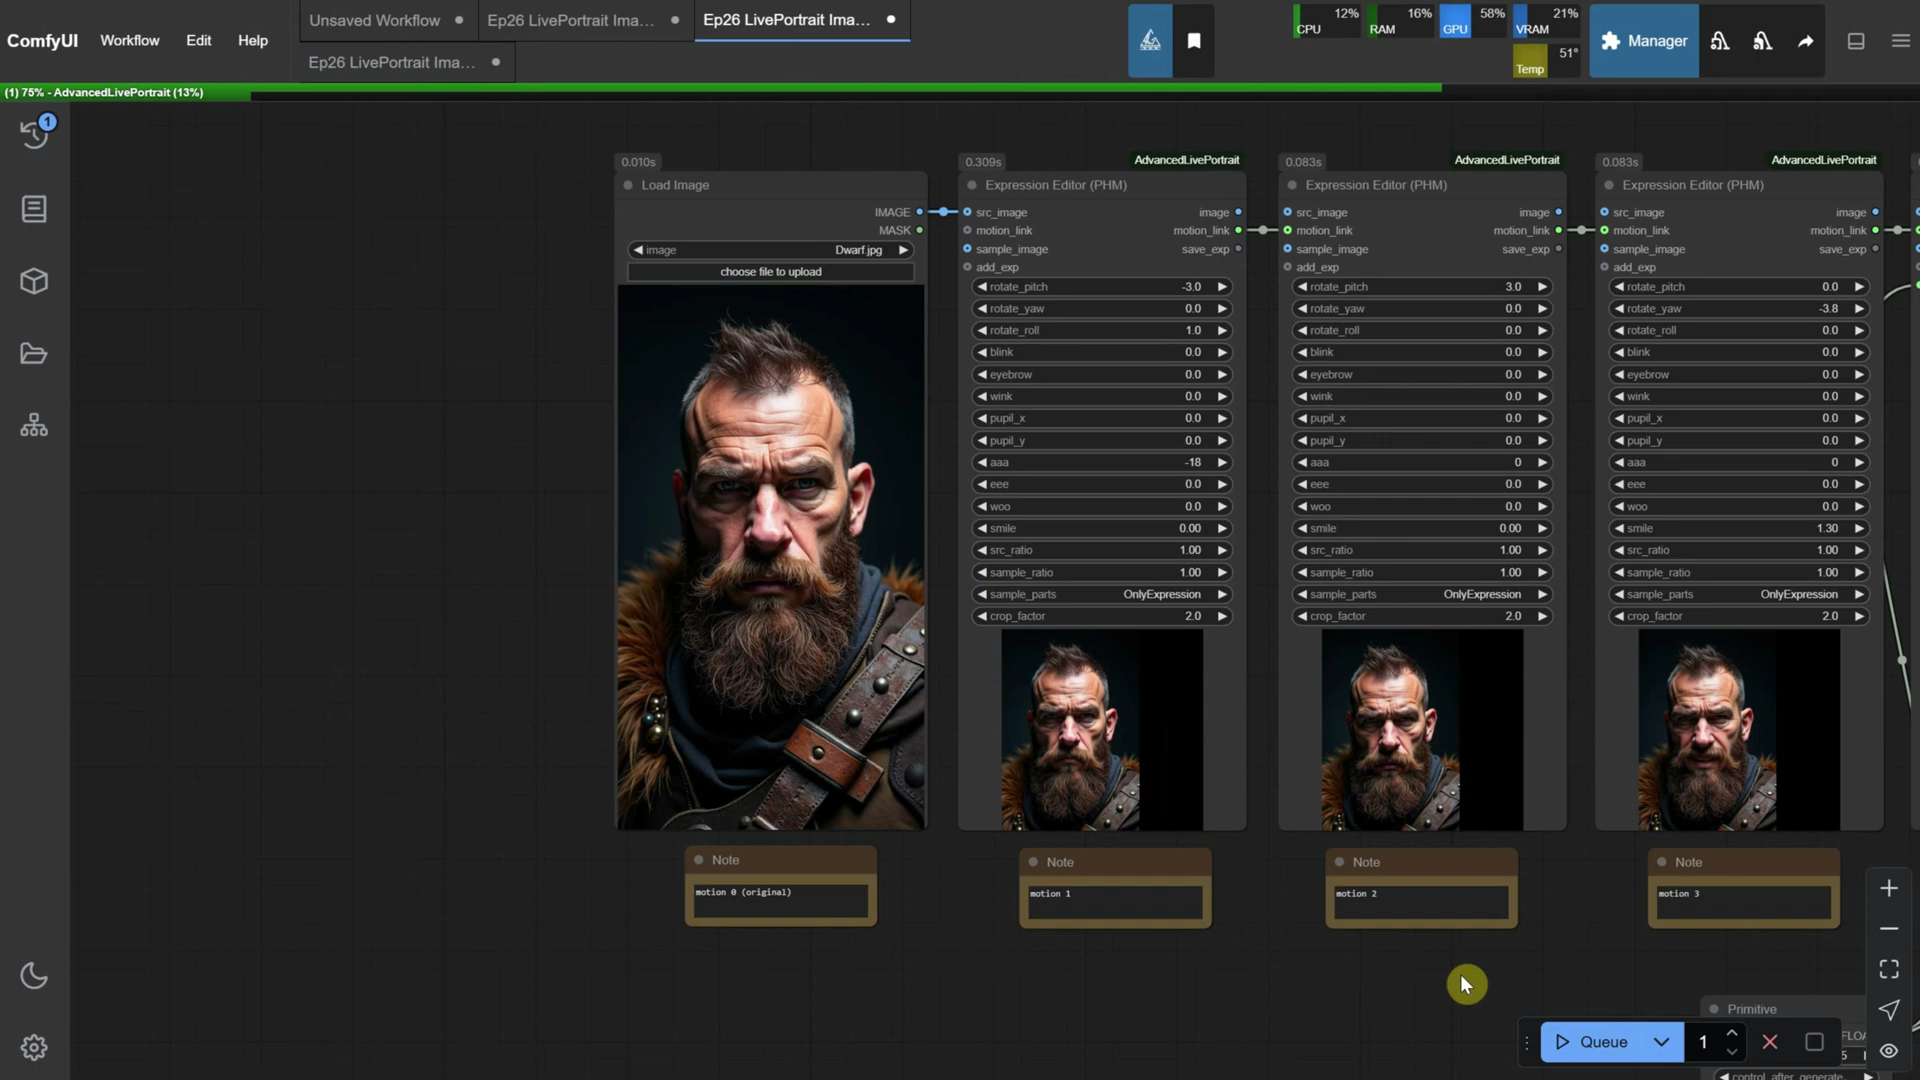 ComfyUI
Workflow
Edit
Help
Unsaved Workflow
Ep26 LivePortrait Ima...
Ep26 LivePortrait Ima...
Ep26 LivePortrait Ima...
CPU 12%
RAM 16%
GPU 58%
VRAM 21%
Temp 51°
Manager
(1) 75% - AdvancedLivePortrait (13%)
1
0.010s
Load Image
IMAGE
MASK
image Dwarf.jpg
choose file to upload
0.309s
AdvancedLivePortrait
Expression Editor (PHM)
src_image image
motion_link motion_link
sample_image save_exp
add_exp
rotate_pitch -3.0
rotate_yaw 0.0
rotate_roll 1.0
blink 0.0
eyebrow 0.0
wink 0.0
pupil_x 0.0
pupil_y 0.0
aaa -18
eee 0.0
woo 0.0
smile 0.00
src_ratio 1.00
sample_ratio 1.00
sample_parts OnlyExpression
crop_factor 2.0
0.083s
AdvancedLivePortrait
Expression Editor (PHM)
src_image image
motion_link motion_link
sample_image save_exp
add_exp
rotate_pitch 3.0
rotate_yaw 0.0
rotate_roll 0.0
blink 0.0
eyebrow 0.0
wink 0.0
pupil_x 0.0
pupil_y 0.0
aaa 0
eee 0.0
woo 0.0
smile 0.00
src_ratio 1.00
sample_ratio 1.00
sample_parts OnlyExpression
crop_factor 2.0
0.083s
AdvancedLivePortrait
Expression Editor (PHM)
src_image image
motion_link motion_link
sample_image save_exp
add_exp
rotate_pitch 0.0
rotate_yaw -3.8
rotate_roll 0.0
blink 0.0
eyebrow 0.0
wink 0.0
pupil_x 0.0
pupil_y 0.0
aaa 0
eee 0.0
woo 0.0
smile 1.30
src_ratio 1.00
sample_ratio 1.00
sample_parts OnlyExpression
crop_factor 2.0
Note
motion 0 (original)
Note
motion 1
Note
motion 2
Note
motion 3
Primitive
Queue
1
control_after_generate